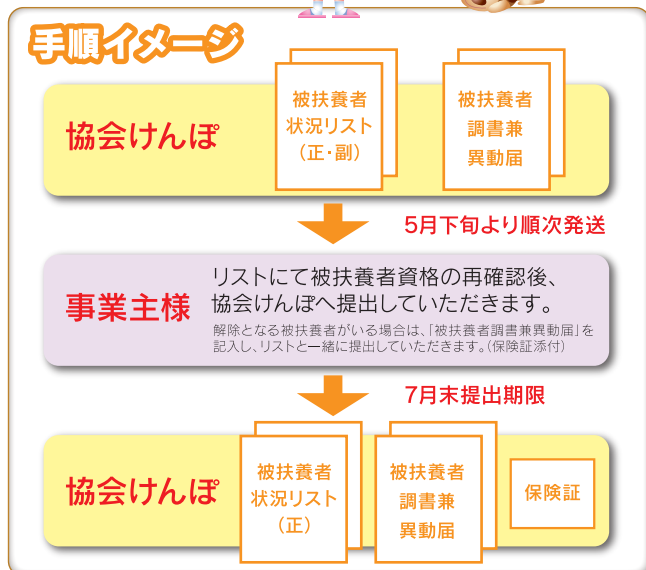 手順イメージ
協会けんぽ
被扶養者
状況リスト
(正・副)
被扶養者
調書兼
異動届
5月下旬より順次発送
事業主様
リストにて被扶養者資格の再確認後、
協会けんぽへ提出していただきます。
解除となる被扶養者がいる場合は、「被扶養者調書兼異動届」を
記入し、リストと一緒に提出していただきます。(保険証添付)
7月末提出期限
協会けんぽ
被扶養者
状況リスト
(正)
被扶養者
調書兼
異動届
保険証